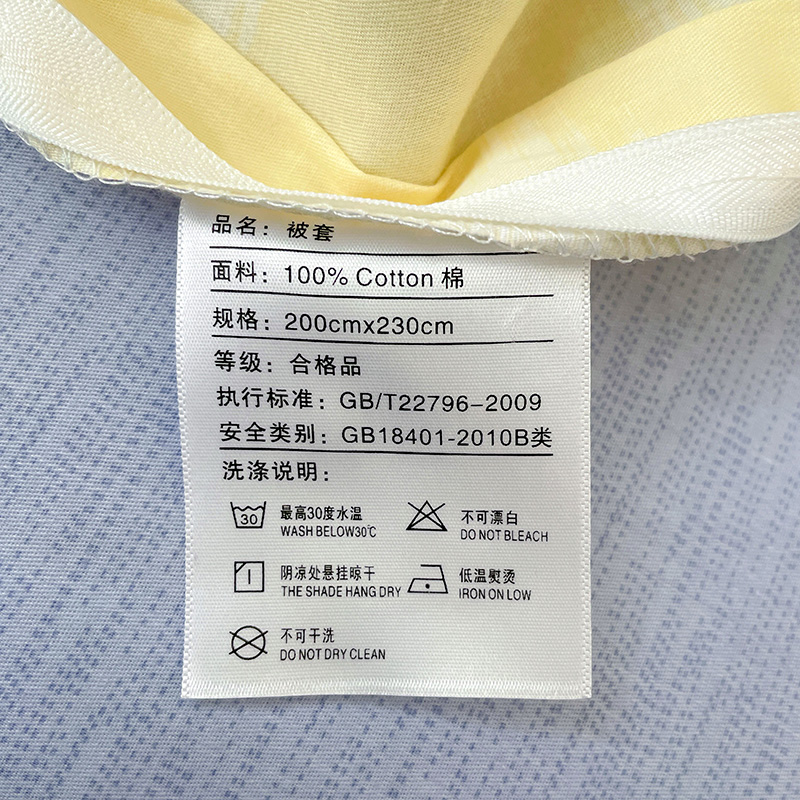 品名：被套
面料：100% Cotton 棉
规格：200cmx230cm
等级：合格品
执行标准：GB/T22796-2009
安全类别：GB18401-2010B类
洗涤说明：
30 最高30度水温 不可漂白
WASH BELOW30℃ DO NOT BLEACH
阴凉处悬挂晾干 低温熨烫
THE SHADE HANG DRY IRON ON LOW
不可干洗
DO NOT DRY CLEAN